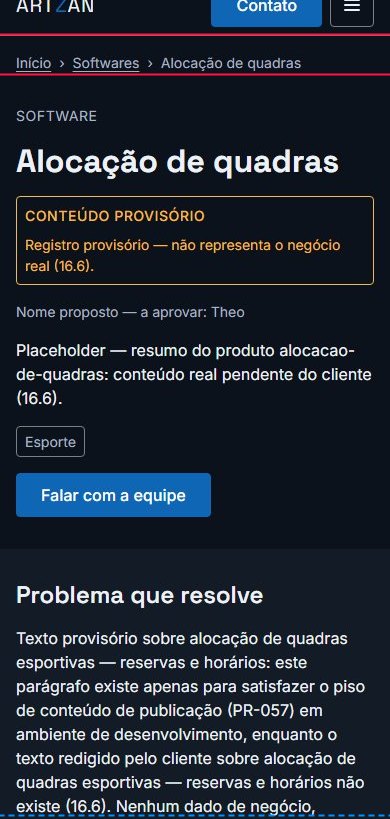 ARTZAN
Contato
Início › Softwares › Alocação de quadras
SOFTWARE
Alocação de quadras
CONTEÚDO PROVISÓRIO
Registro provisório — não representa o negócio
real (16.6).
Nome proposto — a aprovar: Theo
Placeholder — resumo do produto alocacao-
de-quadras: conteúdo real pendente do cliente
(16.6).
Esporte
Falar com a equipe
Problema que resolve
Texto provisório sobre alocação de quadras
esportivas — reservas e horários: este
parágrafo existe apenas para satisfazer o piso
de conteúdo de publicação (PR-057) em
ambiente de desenvolvimento, enquanto o
texto redigido pelo cliente sobre alocação de
quadras esportivas — reservas e horários não
existe (16.6). Nenhum dado de negócio,